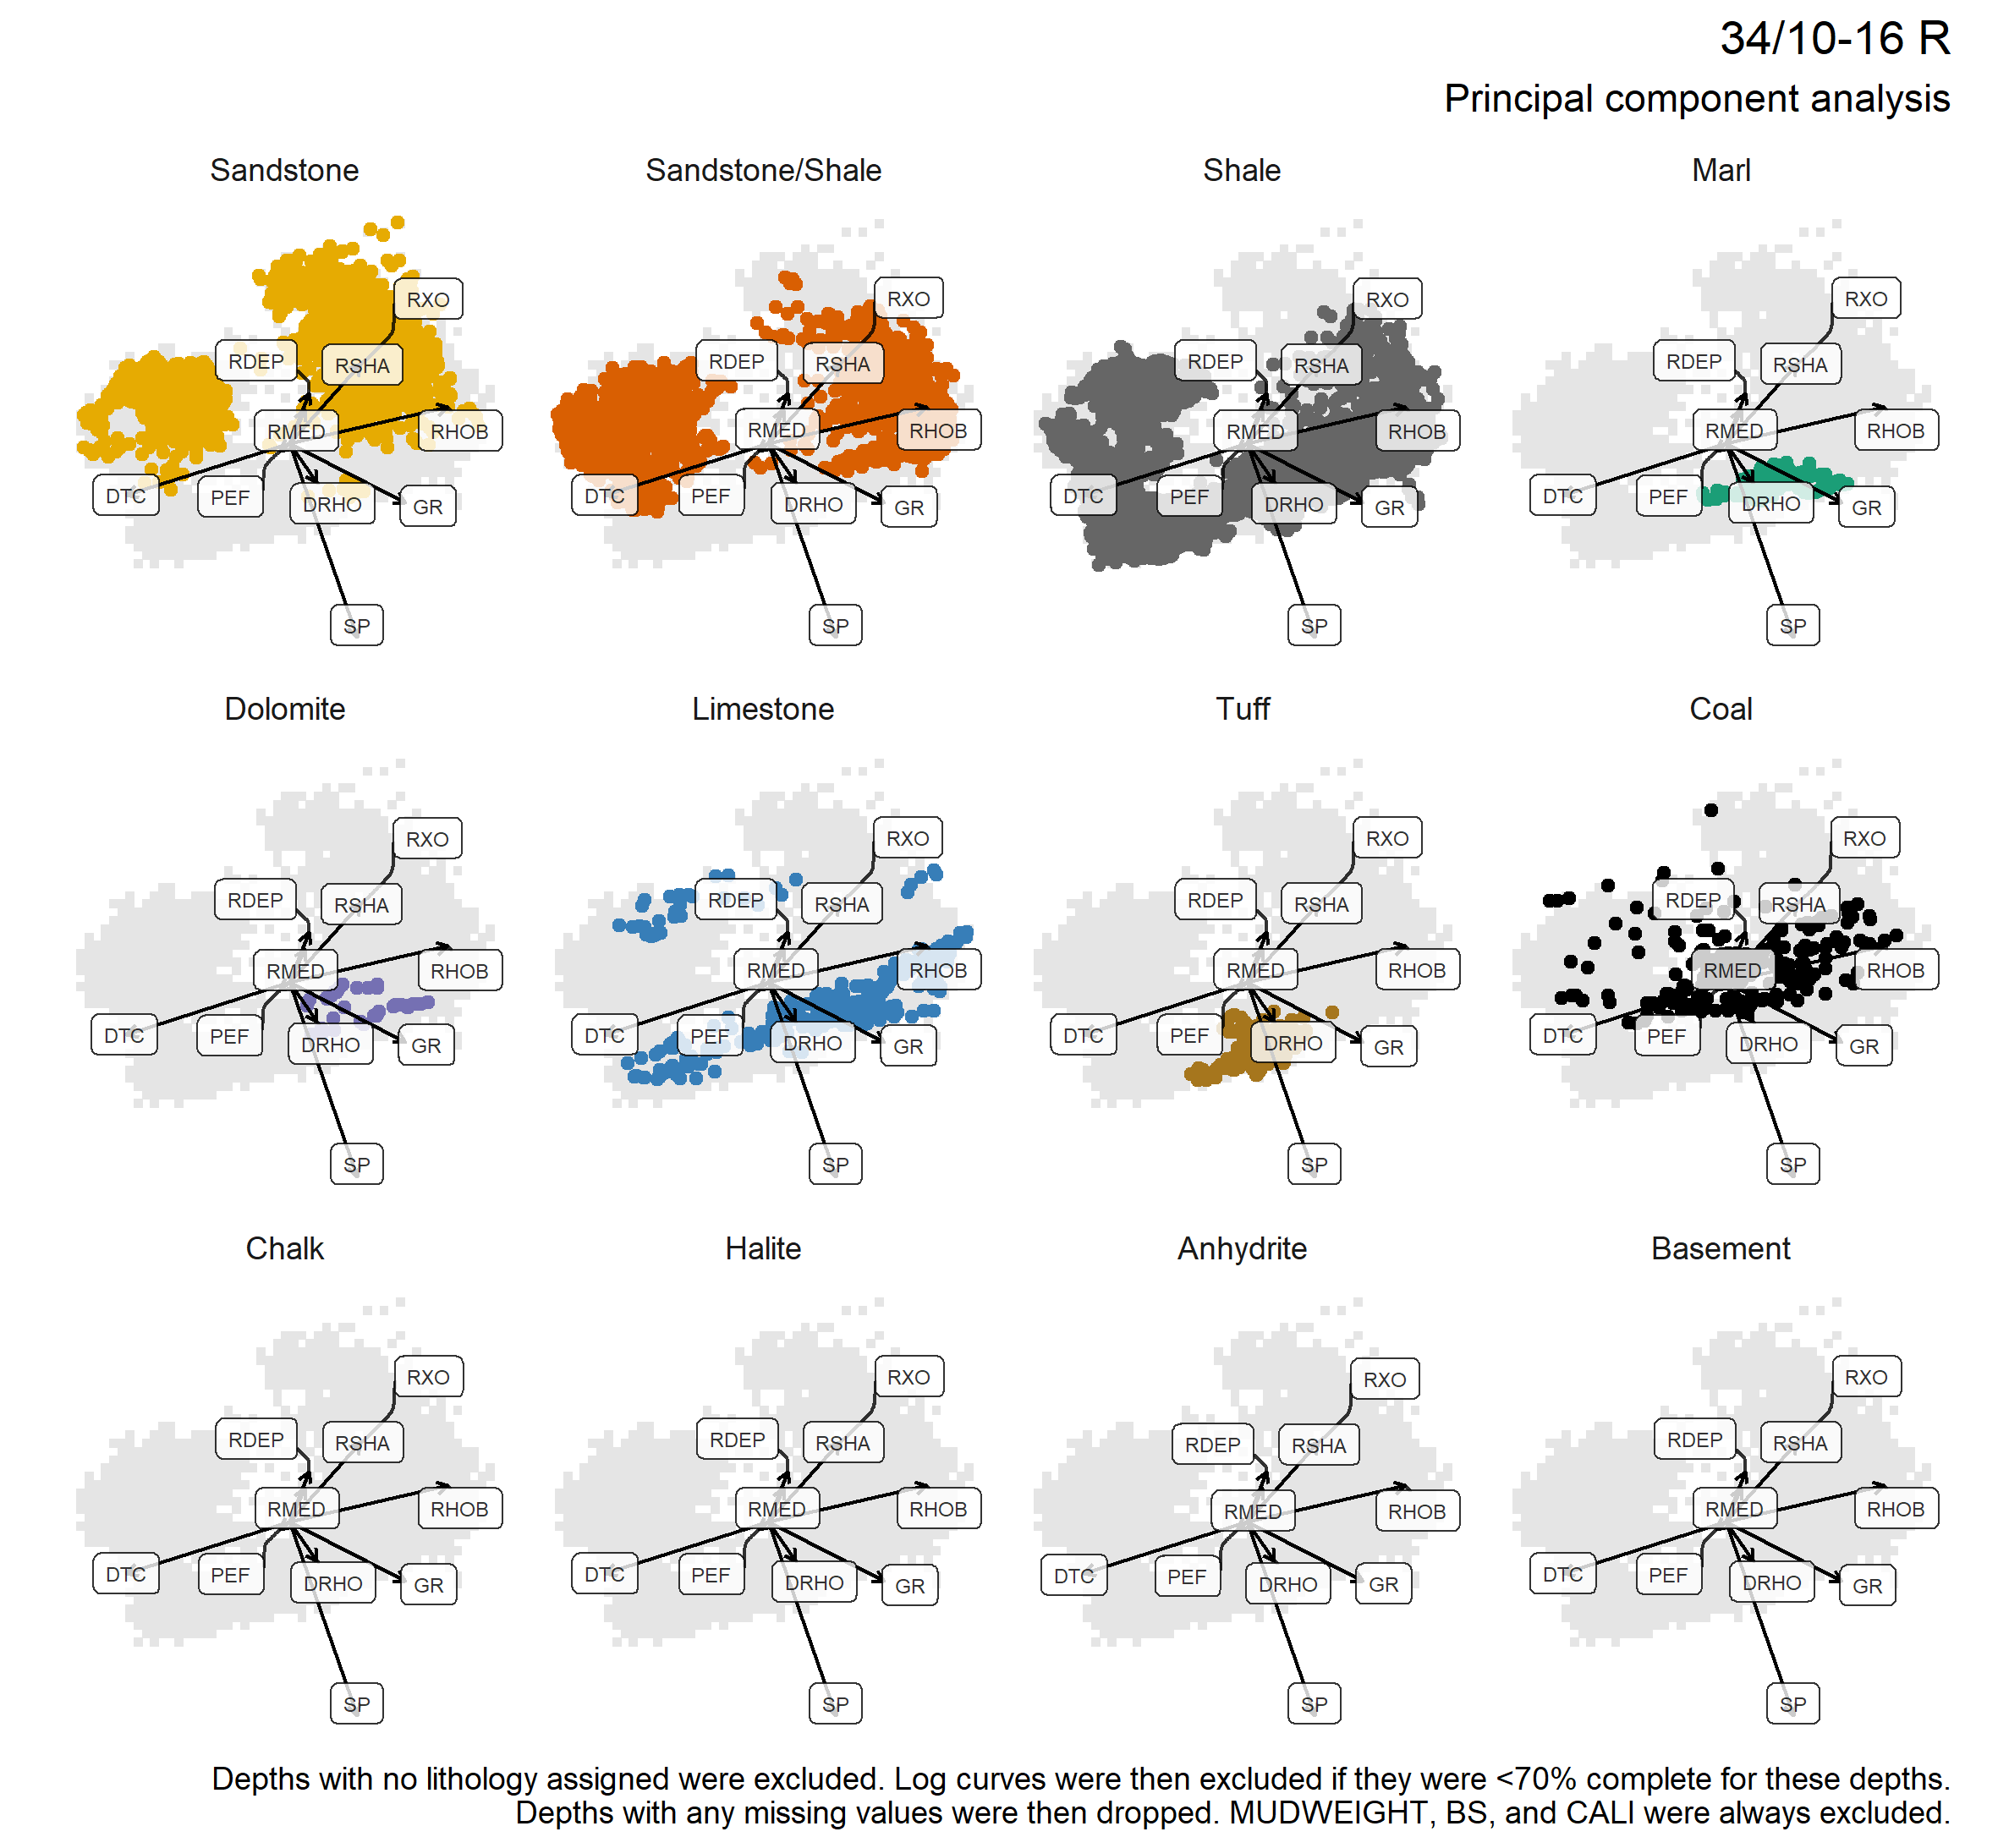 34/10-16 R
Principal component analysis
Sandstone
Sandstone/Shale
Shale
Marl
RXO
RDEP
RSHA
RMED
RHOB
DTC
PEF
DRHO
GR
SP
RXO
RDEP
RSHA
RMED
RHOB
DTC
PEF
DRHO
GR
SP
RXO
RDEP
RSHA
RMED
RHOB
DTC
PEF
DRHO
GR
SP
RXO
RDEP
RSHA
RMED
RHOB
DTC
PEF
DRHO
GR
SP
Dolomite
Limestone
Tuff
Coal
RXO
RDEP
RSHA
RMED
RHOB
DTC
PEF
DRHO
GR
SP
RXO
RDEP
RSHA
RMED
RHOB
DTC
PEF
DRHO
GR
SP
RXO
RDEP
RSHA
RMED
RHOB
DTC
PEF
DRHO
GR
SP
RXO
RDEP
RSHA
RMED
RHOB
DTC
PEF
DRHO
GR
SP
Chalk
Halite
Anhydrite
Basement
RXO
RDEP
RSHA
RMED
RHOB
DTC
PEF
DRHO
GR
SP
RXO
RDEP
RSHA
RMED
RHOB
DTC
PEF
DRHO
GR
SP
RXO
RDEP
RSHA
RMED
RHOB
DTC
PEF
DRHO
GR
SP
RXO
RDEP
RSHA
RMED
RHOB
DTC
PEF
DRHO
GR
SP
Depths with no lithology assigned were excluded. Log curves were then excluded if they were <70% complete for these depths.
Depths with any missing values were then dropped. MUDWEIGHT, BS, and CALI were always excluded.